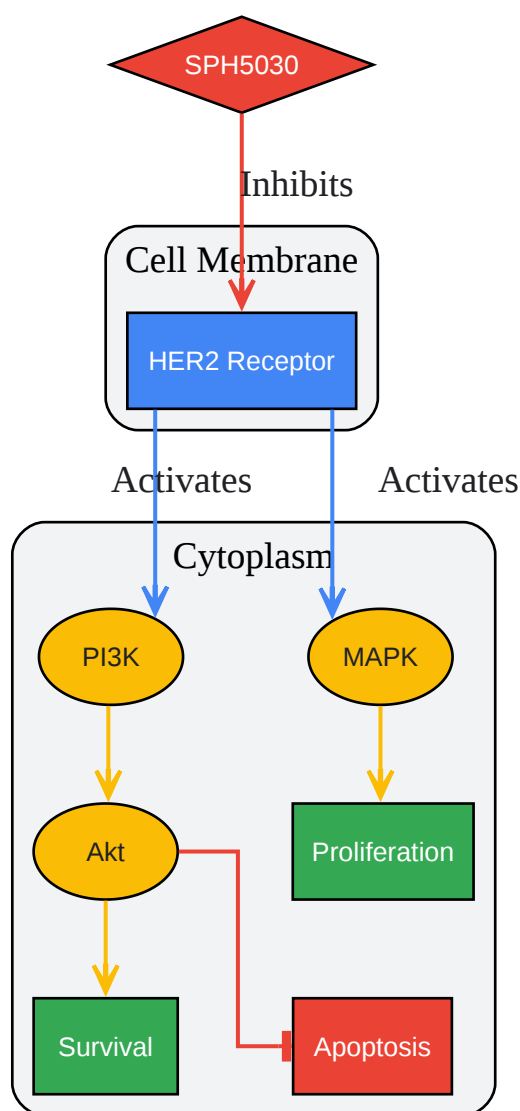 SPH5030
Inhibits
Cell Membrane
HER2 Receptor
Activates
Activates
Cytoplasm
PI3K
MAPK
Akt
Proliferation
Survival
Apoptosis